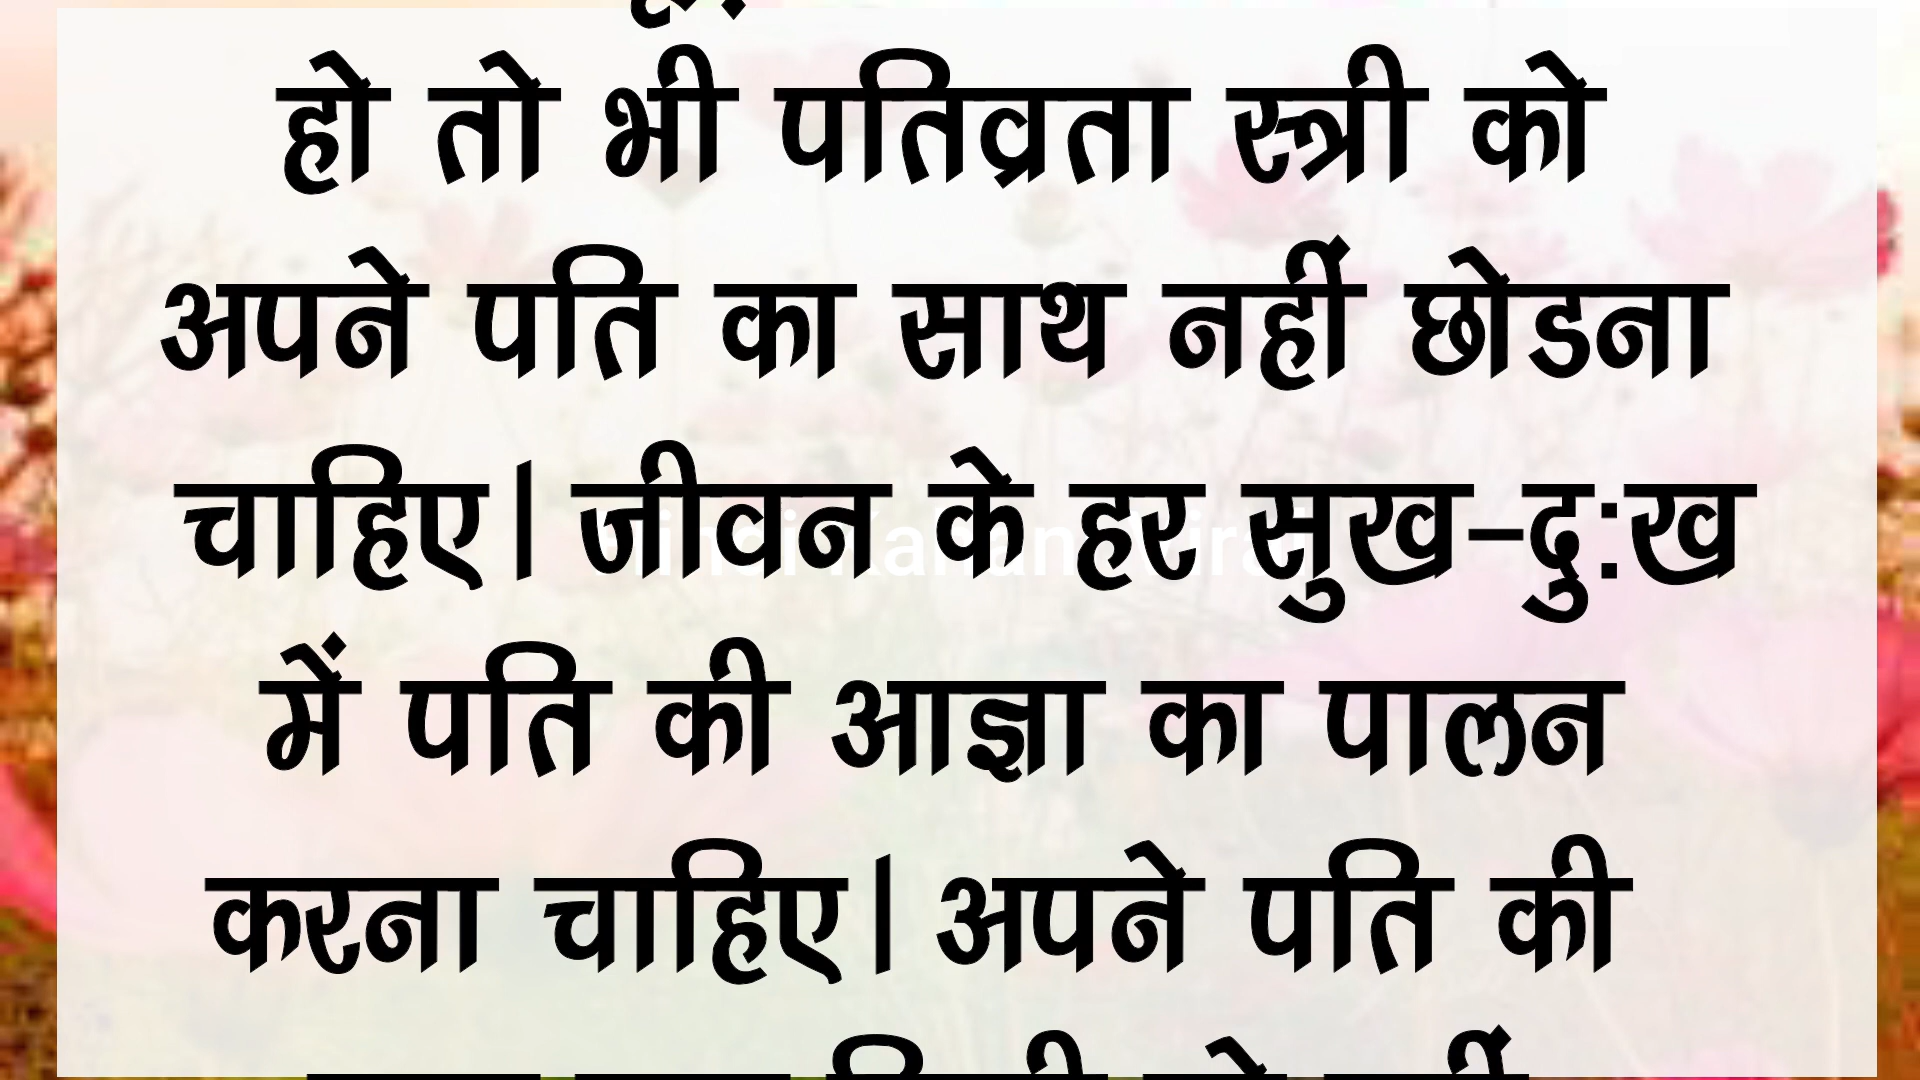 हो तो भी पतिव्रता स्त्री को
अपने पति का साथ नहीं छोडना
चाहिए। जीवन के हर सुख-दु:ख
में पति की आज्ञा का पालन
करना चाहिए। अपने पति की